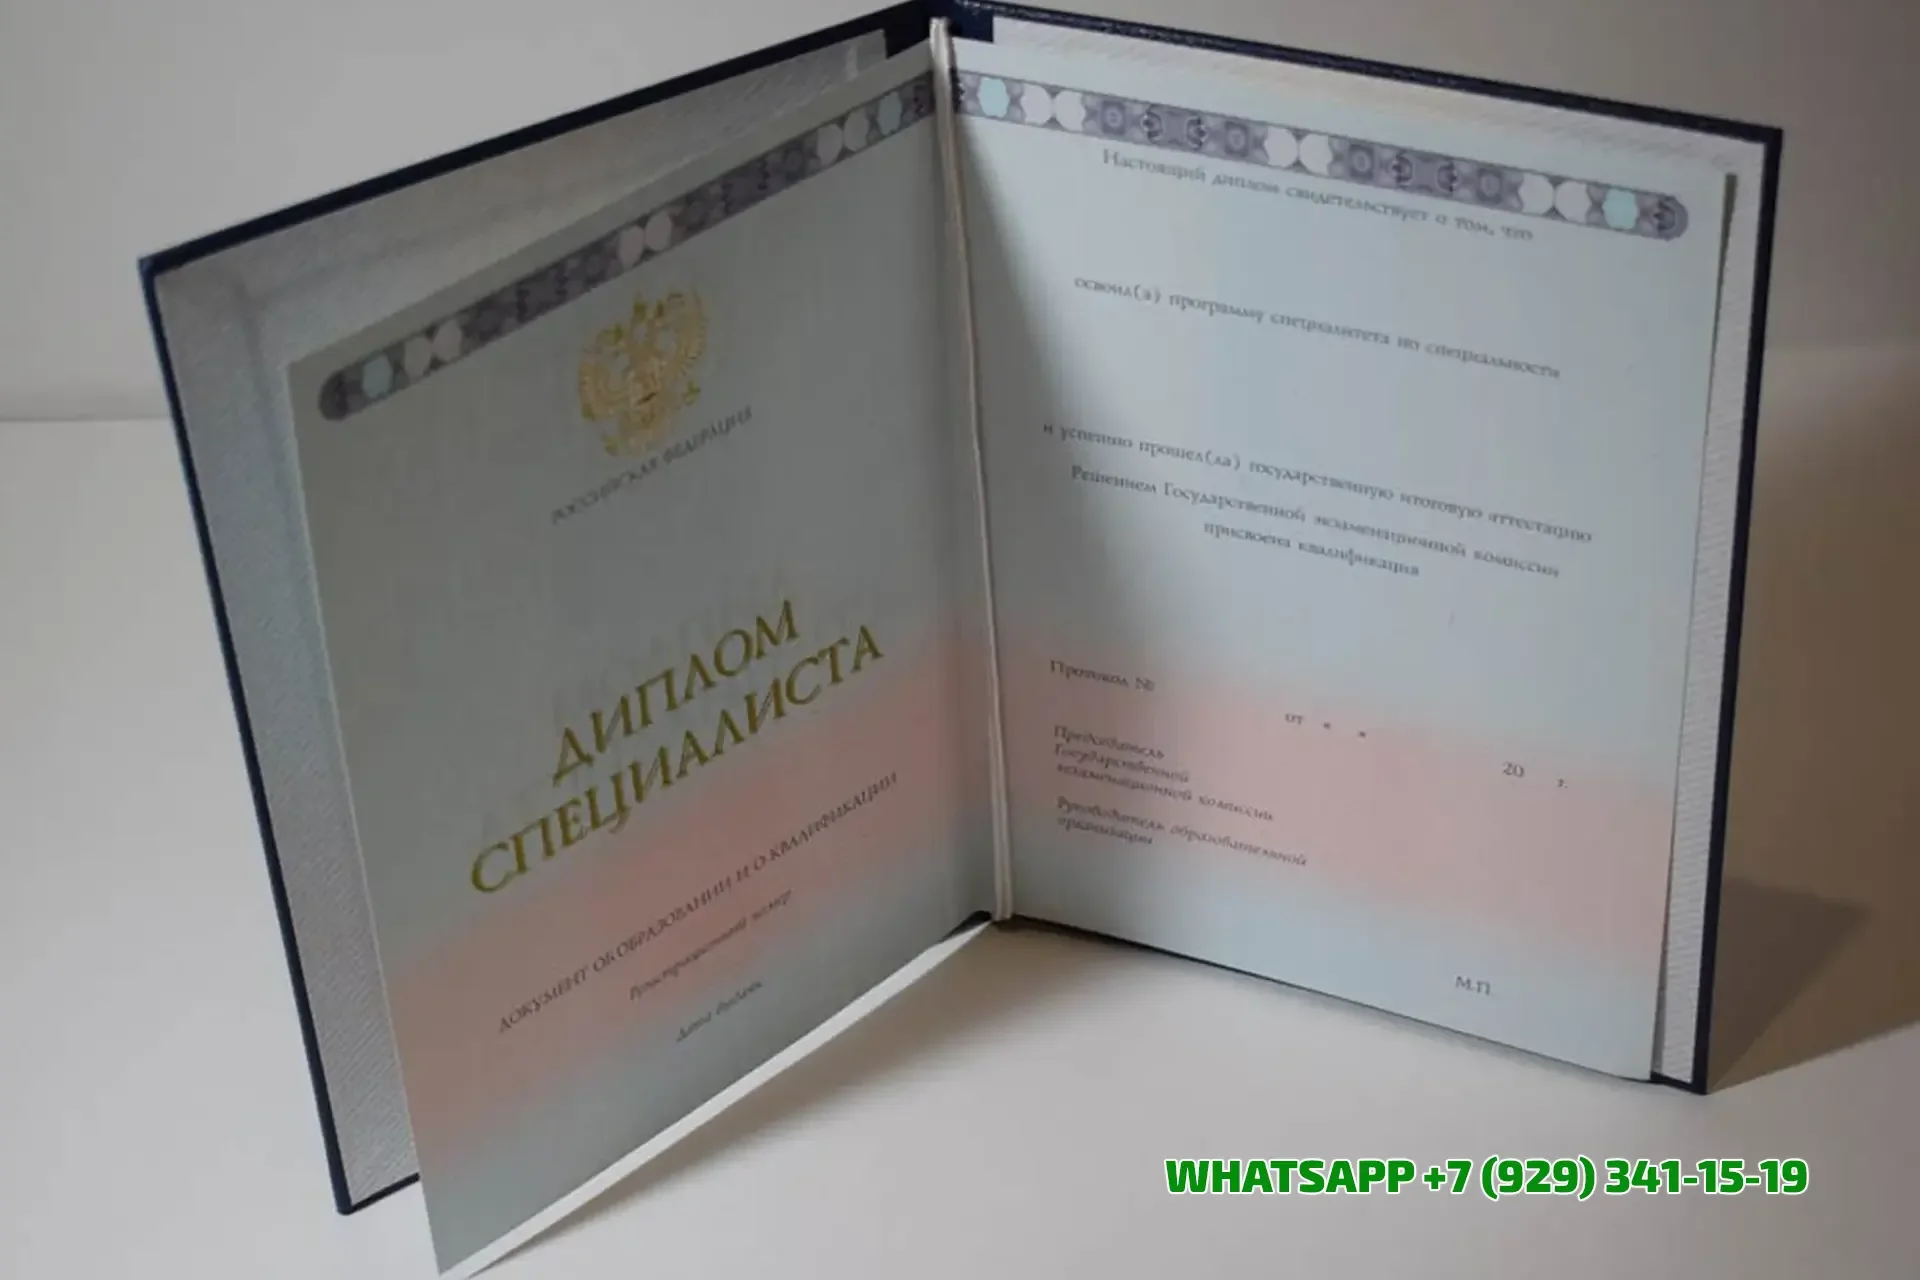 РОССИЙСКАЯ ФЕДЕРАЦИЯ
ДИПЛОМ
СПЕЦИАЛИСТА
ДОКУМЕНТ ОБ ОБРАЗОВАНИИ И О КВАЛИФИКАЦИИ
Регистрационный номер
Дата выдачи
Настоящий диплом свидетельствует о том, что
освоил(а) программу специалитета по специальности
и успешно прошел(ла) государственную итоговую аттестацию
Решением Государственной экзаменационной комиссии
присвоена квалификация
Протокол №
от « »
20 г.
Председатель
Государственной
экзаменационной комиссии
Руководитель образовательной
организации
М.П.
WHATSAPP +7 (929) 341-15-19